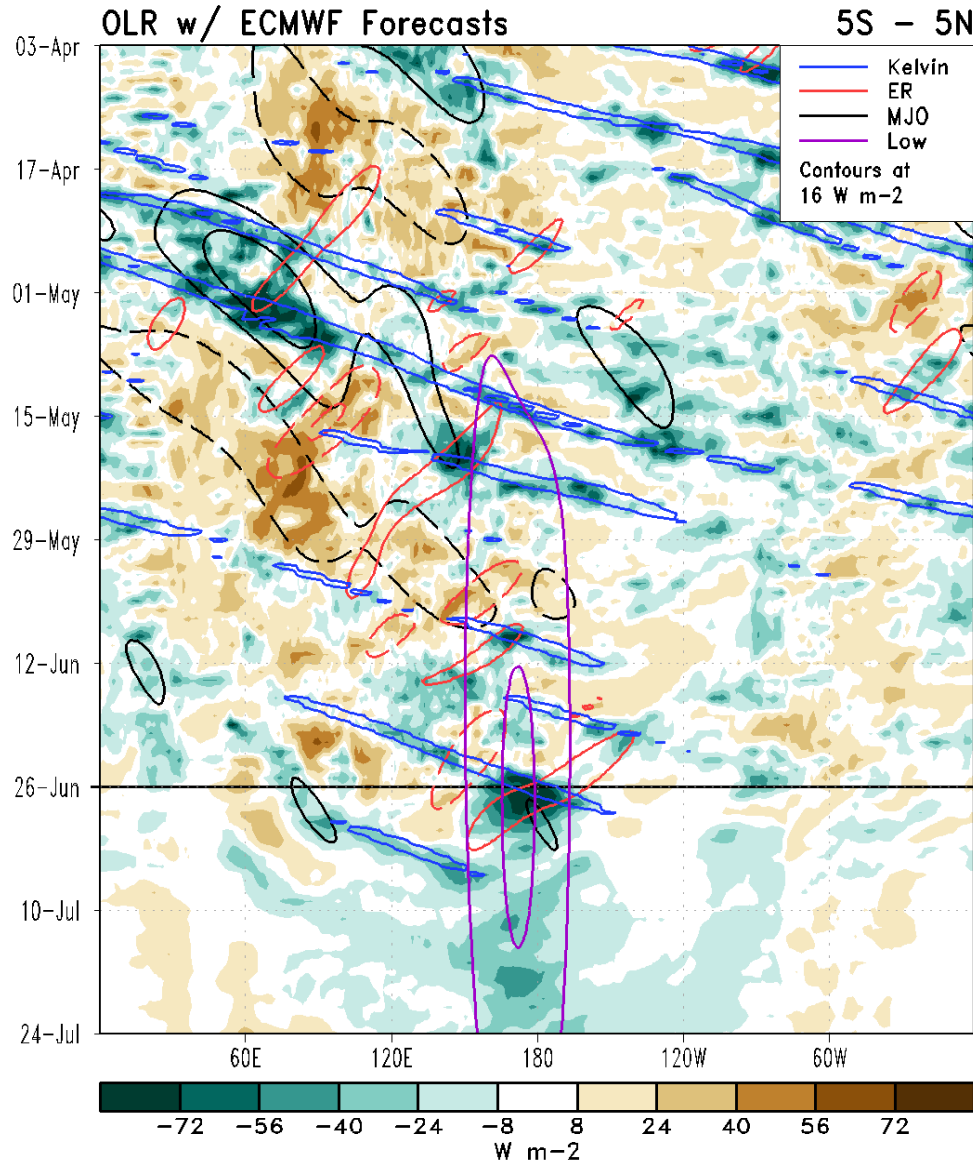 OLR w/ ECMWF Forecasts 5S - 5N
Kelvin
ER
MJO
Low
Contours at
16 W m-2
03-Apr
17-Apr
01-May
15-May
29-May
12-Jun
26-Jun
10-Jul
24-Jul
60E 120E 180 120W 60W
-72 -56 -40 -24 -8 8 24 40 56 72
W m-2